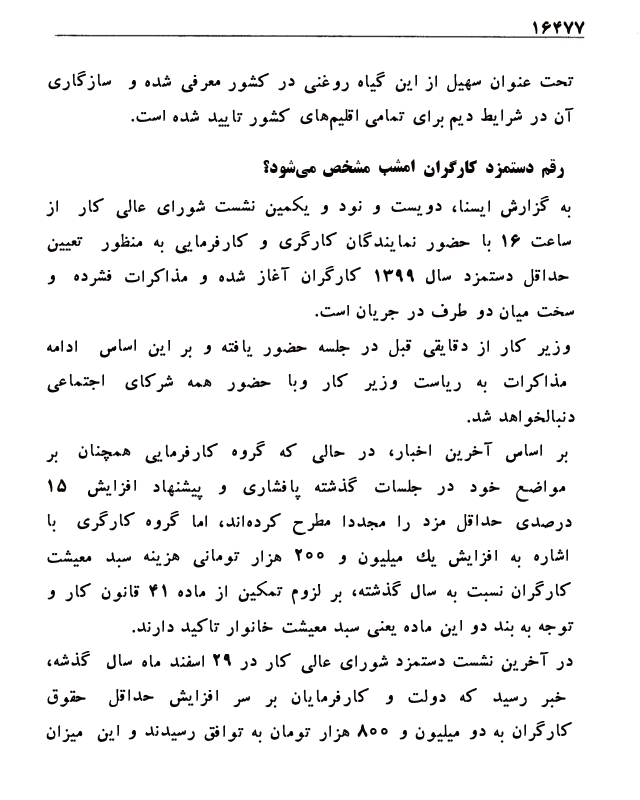 ۱۶۴۷۷
تحت عنوان سهیل از این گیاه روغنی در کشور معرفی شده و سازگاری
آن در شرایط دیم برای تمامی اقلیم‌های کشور تایید شده است.
رقم دستمزد کارگران امشب مشخص می‌شود؟
به گزارش ایسنا، دویست و نود و یکمین نشست شورای عالی کار از
ساعت ۱۶ با حضور نمایندگان کارگری و کارفرمایی به منظور تعیین
حداقل دستمزد سال ۱۳۹۹ کارگران آغاز شده و مذاکرات فشرده و
سخت میان دو طرف در جریان است.
وزیر کار از دقایقی قبل در جلسه حضور یافته و بر این اساس ادامه
مذاکرات به ریاست وزیر کار وبا حضور همه شرکای اجتماعی
دنبالخواهد شد.
بر اساس آخرین اخبار، در حالی که گروه کارفرمایی همچنان بر
مواضع خود در جلسات گذشته پافشاری و پیشنهاد افزایش ۱۵
درصدی حداقل مزد را مجددا مطرح کرده‌اند، اما گروه کارگری با
اشاره به افزایش یك میلیون و ۲۰۰ هزار تومانی هزینه سبد معیشت
کارگران نسبت به سال گذشته، بر لزوم تمکین از ماده ۴۱ قانون کار و
توجه به بند دو این ماده یعنی سبد معیشت خانوار تاکید دارند.
در آخرین نشست دستمزد شورای عالی کار در ۲۹ اسفند ماه سال گذشه،
خبر رسید که دولت و کارفرمایان بر سر افزایش حداقل حقوق
کارگران به دو میلیون و ۸۰۰ هزار تومان به توافق رسیدند و این میزان